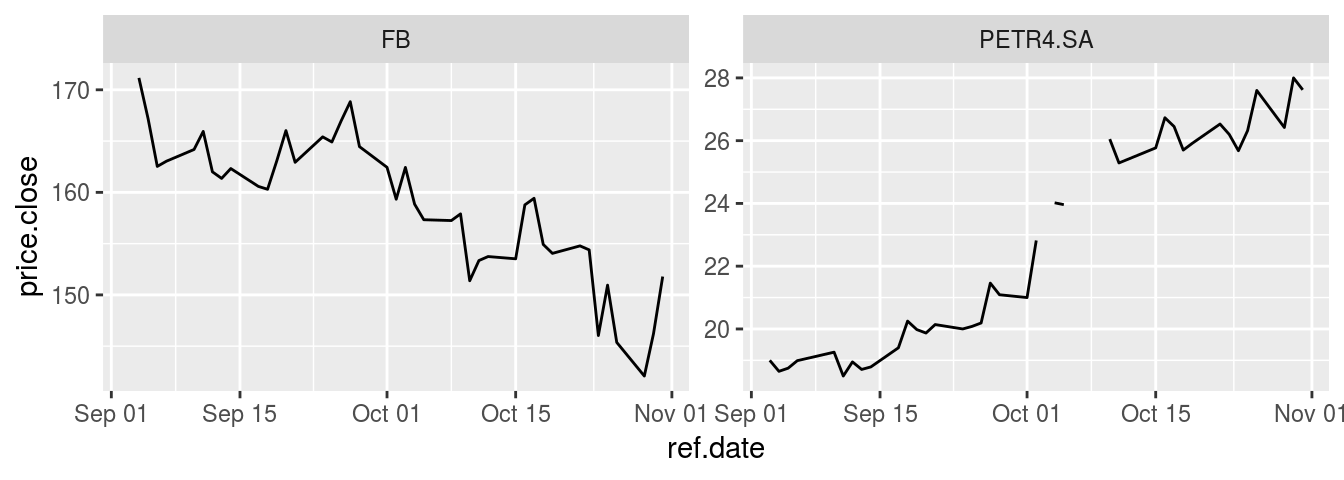 FB
PETR4.SA
price.close
170
160
150
28
26
24
22
20
Sep 01 Sep 15 Oct 01 Oct 15 Nov 01
Sep 01 Sep 15 Oct 01 Oct 15 Nov 01
ref.date